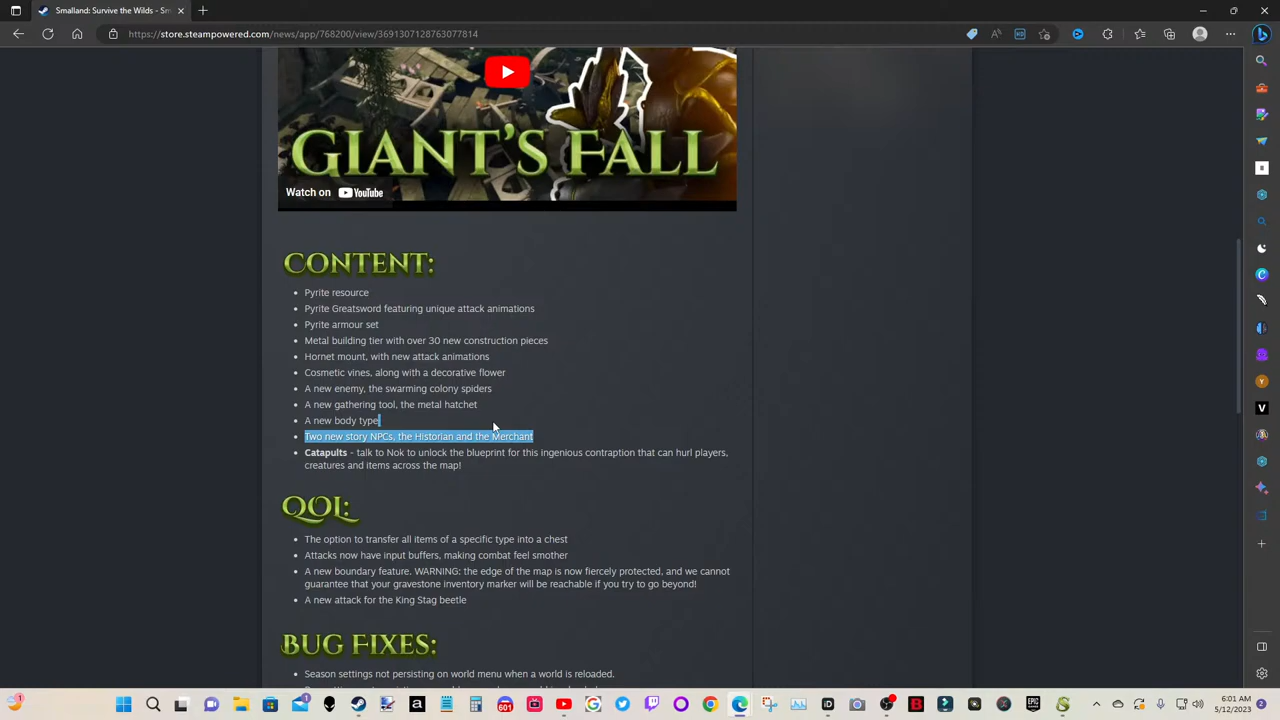 Smalland: Survive the Wilds - Sm
https://store.steampowered.com/news/app/768200/view/3691307128763077814
GIANT'S FALL
Watch on YouTube
CONTENT:
• Pyrite resource
• Pyrite Greatsword featuring unique attack animations
• Pyrite armour set
• Metal building tier with over 30 new construction pieces
• Hornet mount, with new attack animations
• Cosmetic vines, along with a decorative flower
• A new enemy, the swarming colony spiders
• A new gathering tool, the metal hatchet
• A new body type
• Two new story NPCs, the Historian and the Merchant
• Catapults - talk to Nok to unlock the blueprint for this ingenious contraption that can hurl players,
creatures and items across the map!
QOL:
• The option to transfer all items of a specific type into a chest
• Attacks now have input buffers, making combat feel smother
• A new boundary feature. WARNING: the edge of the map is now fiercely protected, and we cannot
guarantee that your gravestone inventory marker will be reachable if you try to go beyond!
• A new attack for the King Stag beetle
BUG FIXES:
• Season settings not persisting on world menu when a world is reloaded.
6:01 AM
5/12/2023